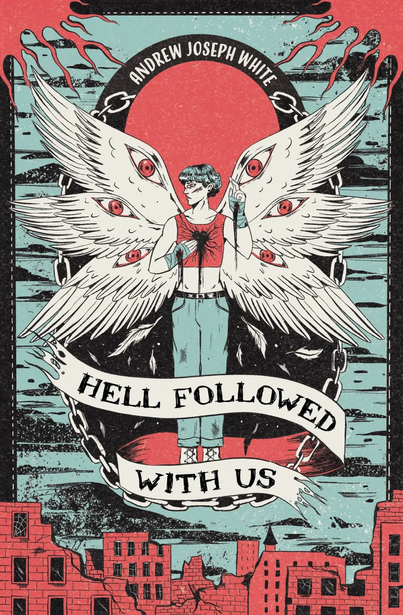 ANDREW JOSEPH WHITE
HELL FOLLOWED
WITH US